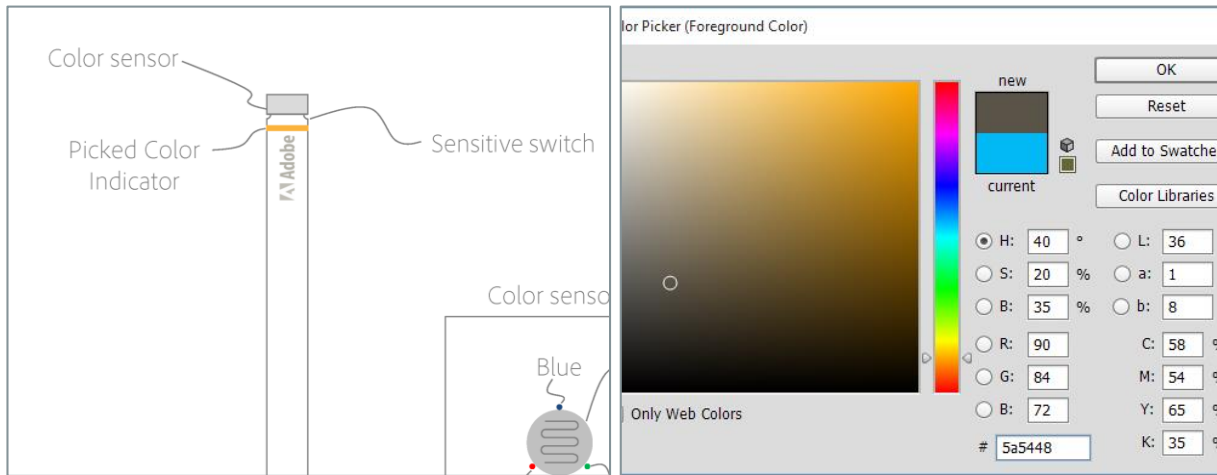 Color sensor
Picked Color
Indicator
Sensitive switch
Adobe
Color senso
Blue
lor Picker (Foreground Color)
new
current
OK
Reset
Add to Swatche
Color Libraries
H: 40 °
S: 20 %
B: 35 %
R: 90
G: 84
B: 72
# 5a5448
L: 36
a: 1
b: 8
C: 58 %
M: 54 %
Y: 65 %
K: 35 %
Only Web Colors